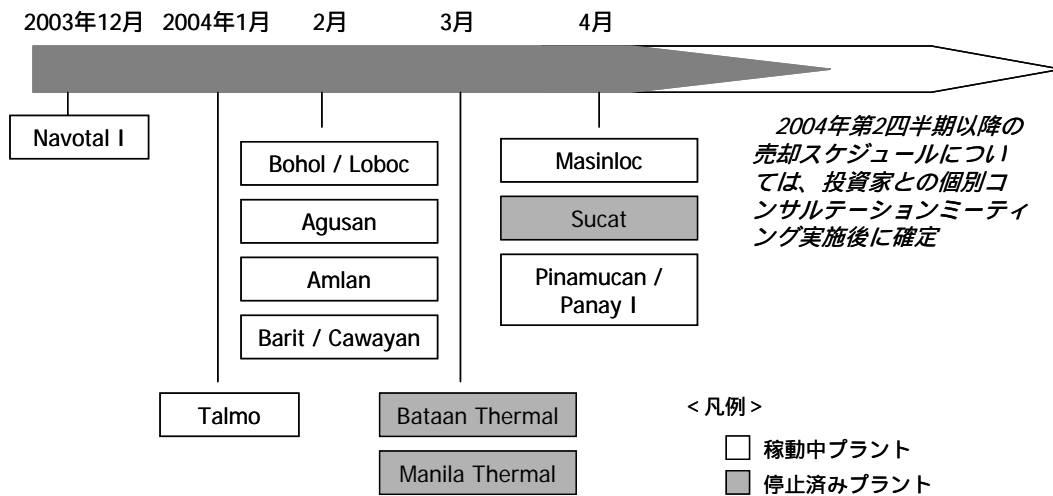 2003年12月 2004年1月 2月 3月 4月
Navotal I
Bohol / Loboc
Agusan
Amlan
Barit / Cawayan
Talmo
Bataan Thermal
Manila Thermal
Masinloc
Sucat
Pinamucan /
Panay I
2004年第2四半期以降の
売却スケジュールについ
ては、投資家との個別コ
ンサルテーションミーティ
ング実施後に確定
<凡例>
稼動中プラント
停止済みプラント